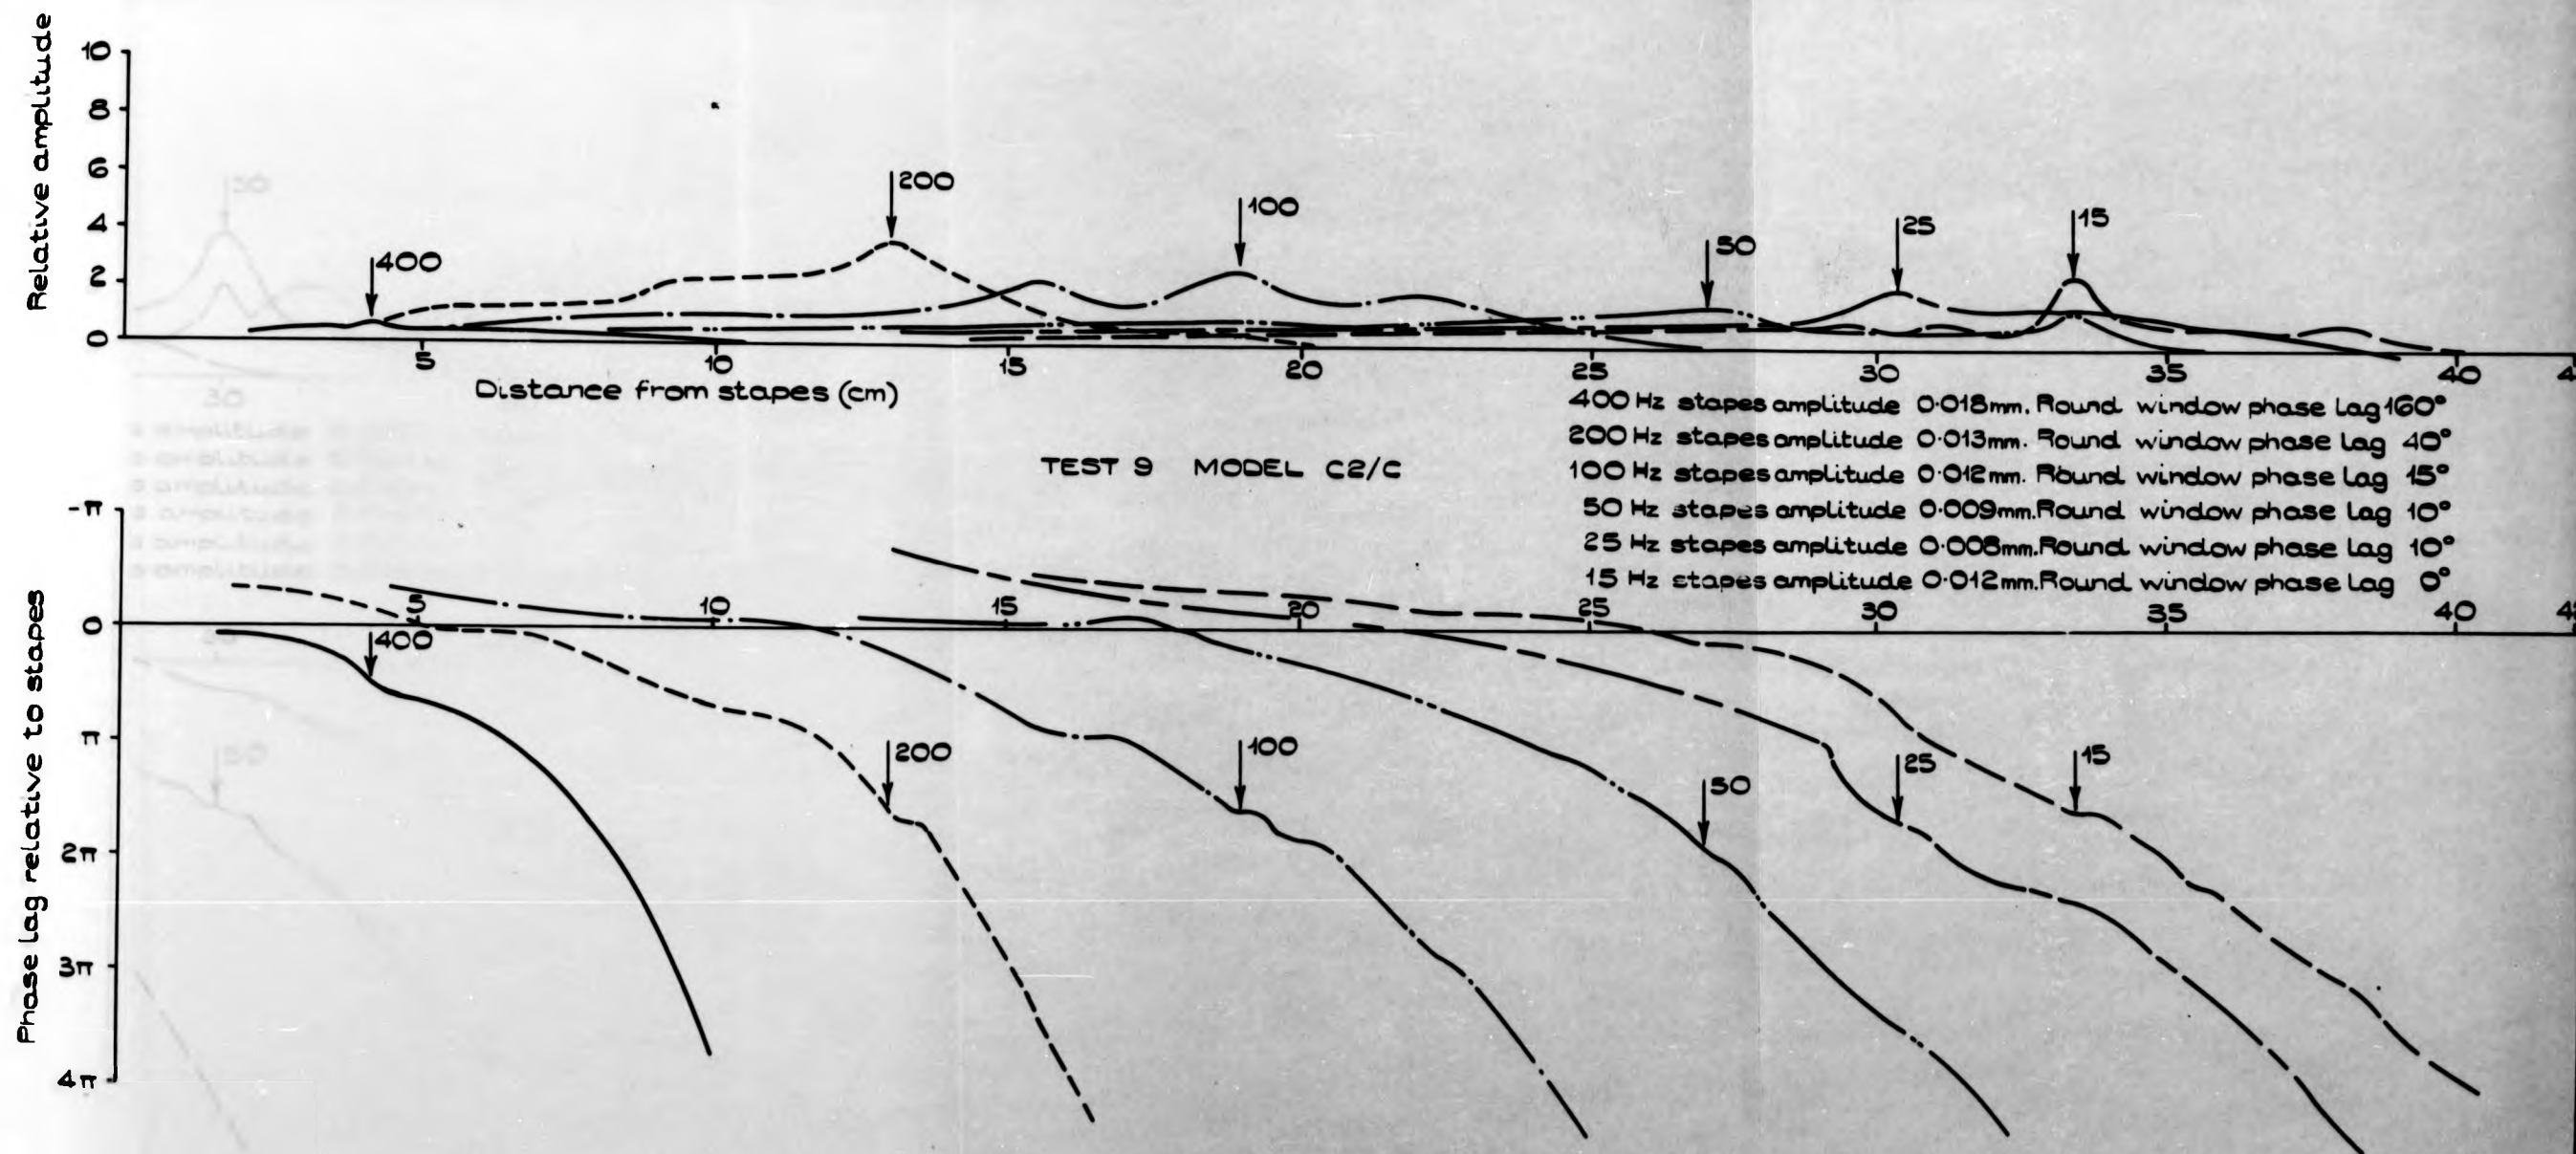 Relative amplitude
10
8
6
4
2
0
400
200
100
50
25
15
5
10
15
20
25
30
35
40
Distance from stapes (cm)
400 Hz stapes amplitude 0·018mm. Round window phase lag 160°
200 Hz stapes amplitude 0·013mm. Round window phase lag 40°
100 Hz stapes amplitude 0·012mm. Round window phase lag 15°
50 Hz stapes amplitude 0·009mm. Round window phase lag 10°
25 Hz stapes amplitude 0·008mm. Round window phase lag 10°
15 Hz stapes amplitude 0·012mm. Round window phase lag 0°
TEST 9 MODEL C2/C
Phase lag relative to stapes
-π
0
π
2π
3π
4π
5
10
15
20
25
30
35
40
400
200
100
50
25
15